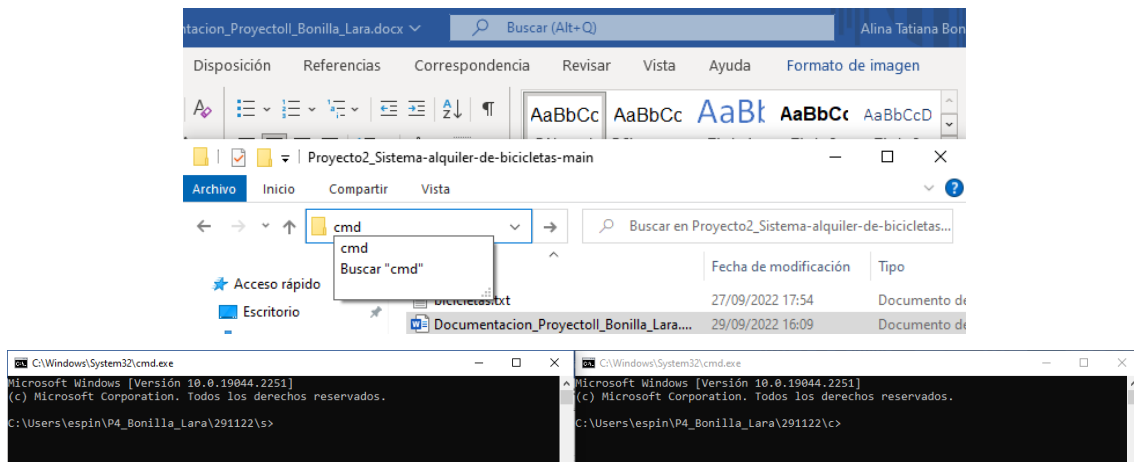 ntacion_ProyectoII_Bonilla_Lara.docx
Buscar (Alt+Q)
Alina Tatiana Bon
Disposición Referencias Correspondencia Revisar Vista Ayuda Formato de imagen
AaBbCc AaBbCc AaBb AaBbCc AaBbCcD
Proyecto2_Sistema-alquiler-de-bicicletas-main
Archivo Inicio Compartir Vista
cmd
Buscar en Proyecto2_Sistema-alquiler-de-bicicletas...
cmd
Buscar "cmd"
Fecha de modificación Tipo
Acceso rápido
bicicletas.txt 27/09/2022 17:54 Documento de
Escritorio
Documentacion_ProyectoII_Bonilla_Lara.... 29/09/2022 16:09 Documento de
C:\Windows\System32\cmd.exe
Microsoft Windows [Versión 10.0.19044.2251]
(c) Microsoft Corporation. Todos los derechos reservados.
C:\Users\espin\P4_Bonilla_Lara\291122\s>
C:\Windows\System32\cmd.exe
Microsoft Windows [Versión 10.0.19044.2251]
(c) Microsoft Corporation. Todos los derechos reservados.
C:\Users\espin\P4_Bonilla_Lara\291122\c>